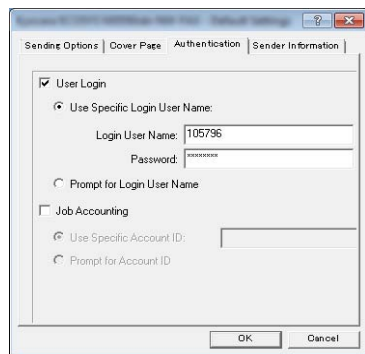 Sending Options Cover Page Authentication Sender Information
User Login
Use Specific Login User Name:
Login User Name: 105796
Password: ********
Prompt for Login User Name
Job Accounting
Use Specific Account ID:
Prompt for Account ID
OK Cancel